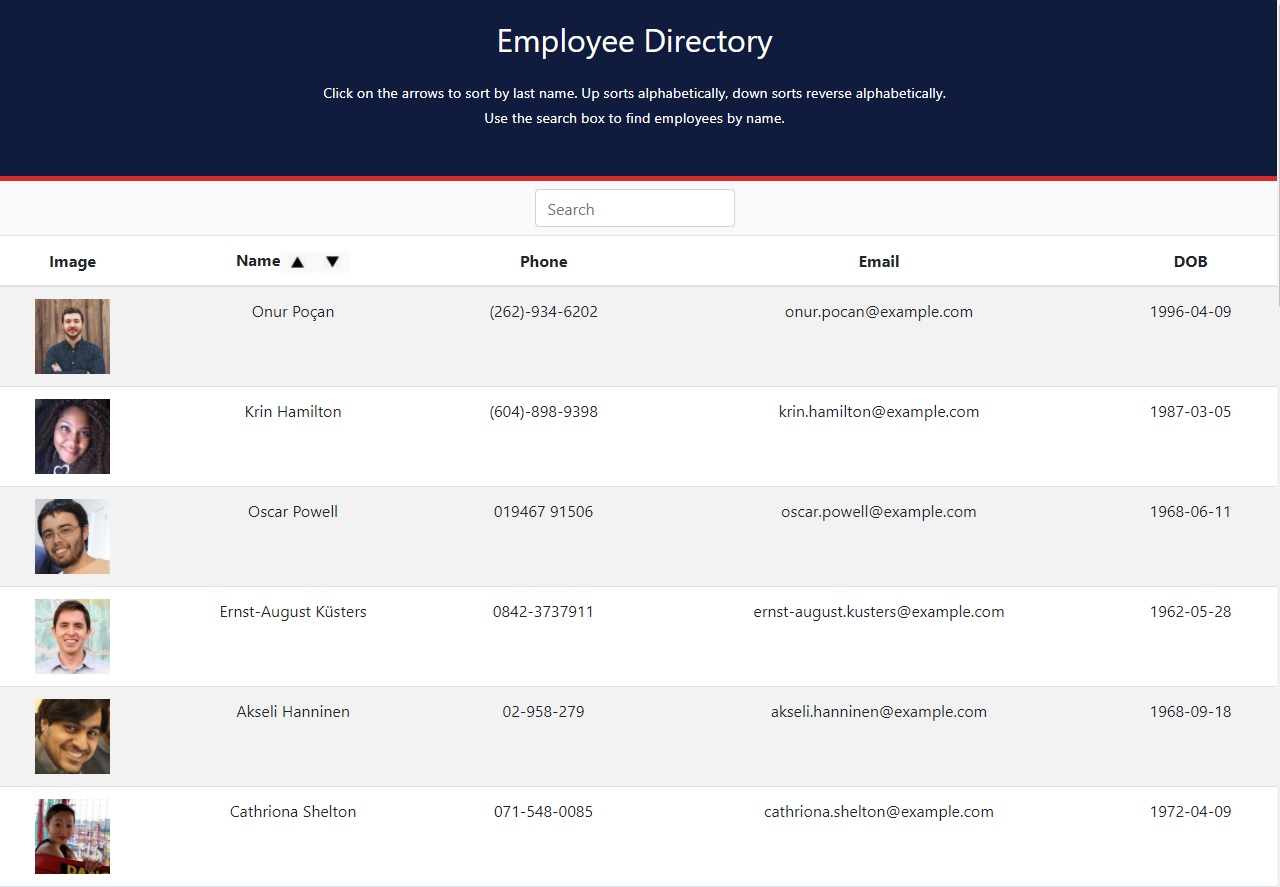 Employee Directory
Click on the arrows to sort by last name. Up sorts alphabetically, down sorts reverse alphabetically.
Use the search box to find employees by name.
Search
Image Name ▲ ▼ Phone Email DOB
Onur Poçan (262)-934-6202 onur.pocan@example.com 1996-04-09
Krin Hamilton (604)-898-9398 krin.hamilton@example.com 1987-03-05
Oscar Powell 019467 91506 oscar.powell@example.com 1968-06-11
Ernst-August Küsters 0842-3737911 ernst-august.kusters@example.com 1962-05-28
Akseli Hanninen 02-958-279 akseli.hanninen@example.com 1968-09-18
Cathriona Shelton 071-548-0085 cathriona.shelton@example.com 1972-04-09